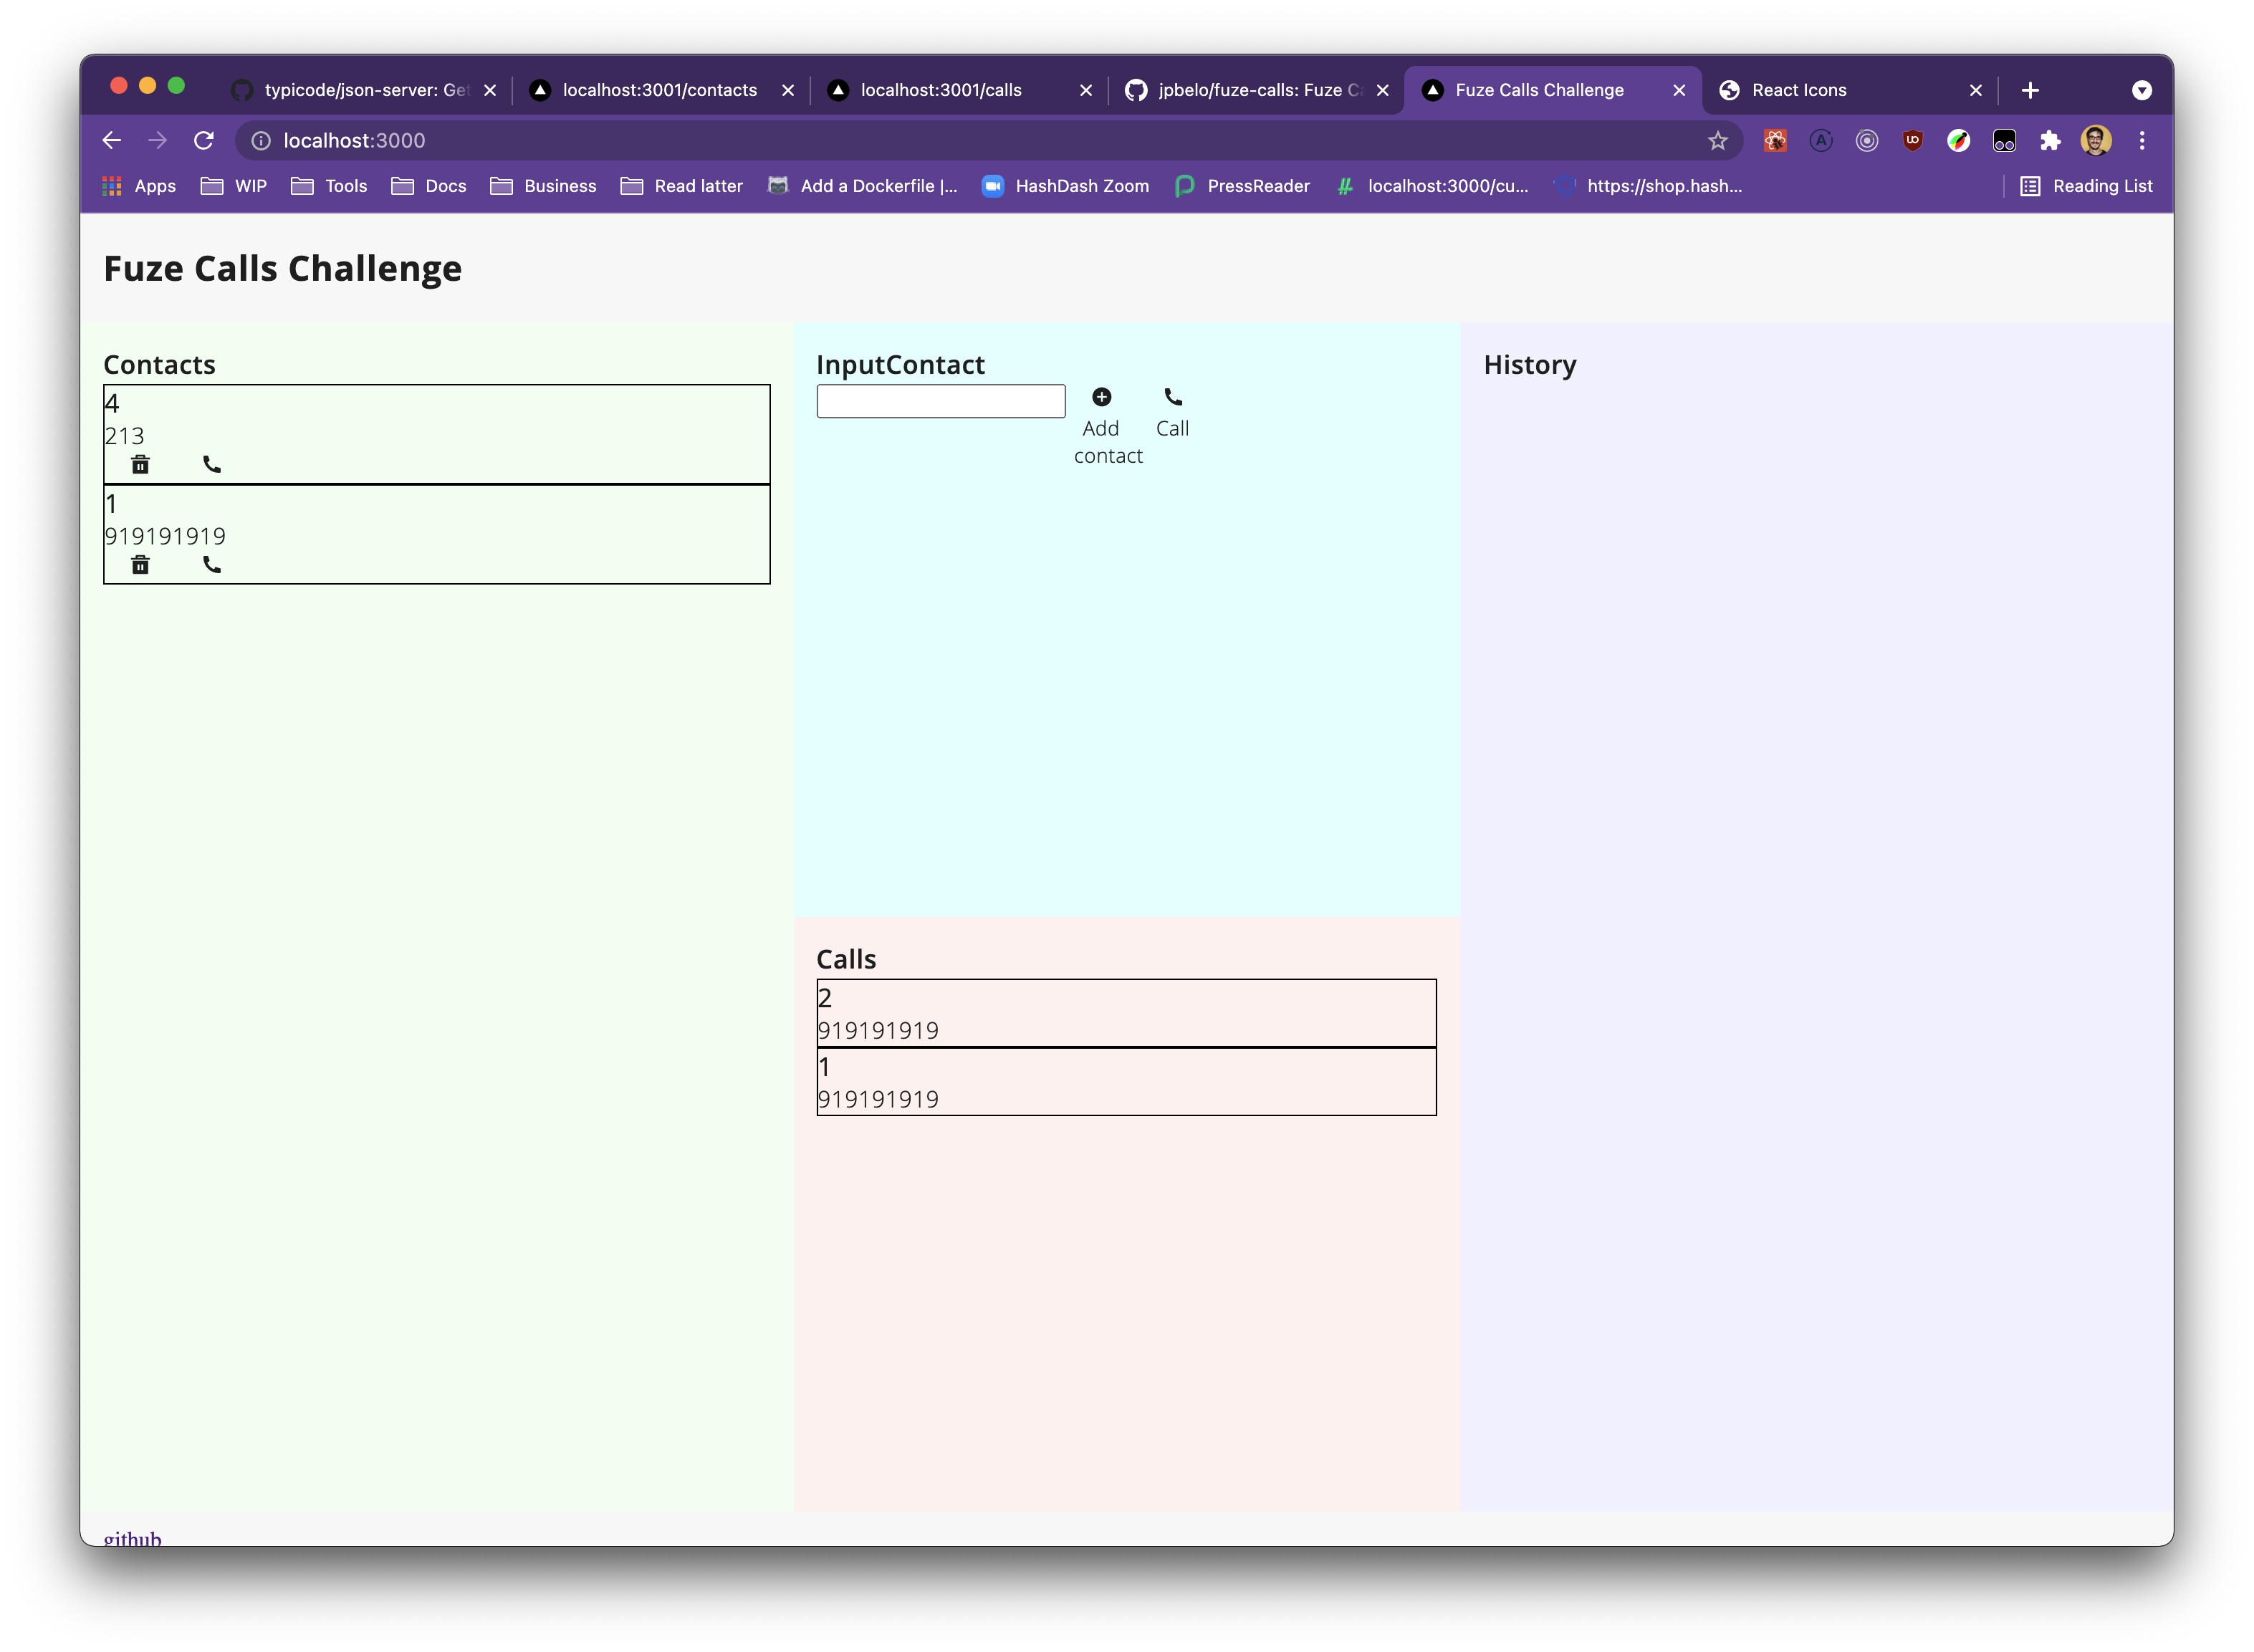 typicode/json-server: Get
localhost:3001/contacts
localhost:3001/calls
jpbelo/fuze-calls: Fuze Ca
Fuze Calls Challenge
React Icons
localhost:3000
Apps
WIP
Tools
Docs
Business
Read latter
Add a Dockerfile |...
HashDash Zoom
PressReader
localhost:3000/cu...
https://shop.hash...
Reading List
Fuze Calls Challenge
Contacts
4
213
1
919191919
InputContact
Add
contact
Call
Calls
2
919191919
1
919191919
History
github